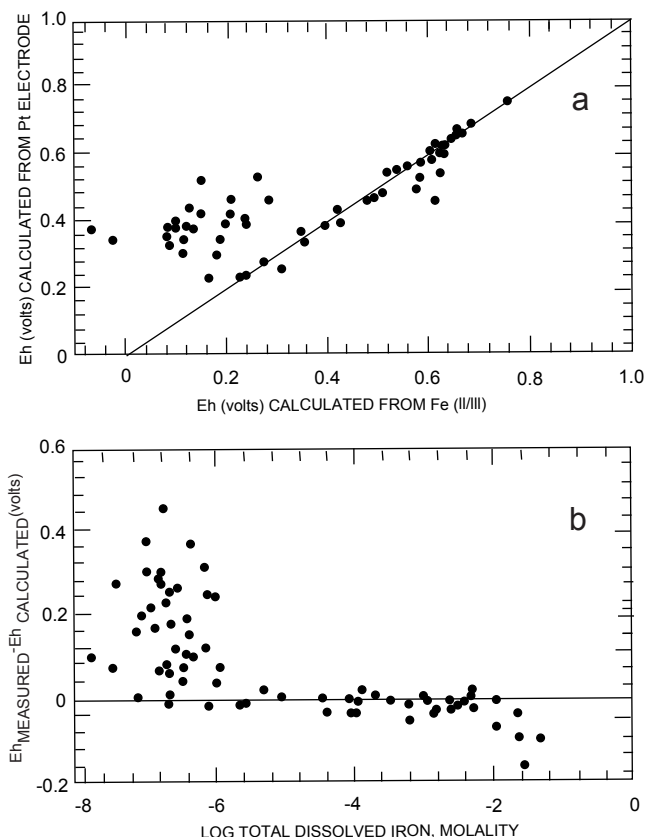 1.0
0.8
0.6
0.4
0.2
0
Eh (volts) CALCULATED FROM Pt ELECTRODE
a
0 0.2 0.4 0.6 0.8 1.0
Eh (volts) CALCULATED FROM Fe (II/III)
0.6
0.4
0.2
0
-0.2
Eh MEASURED-Eh CALCULATED (volts)
b
-8 -6 -4 -2 0
LOG TOTAL DISSOLVED IRON, MOLALITY